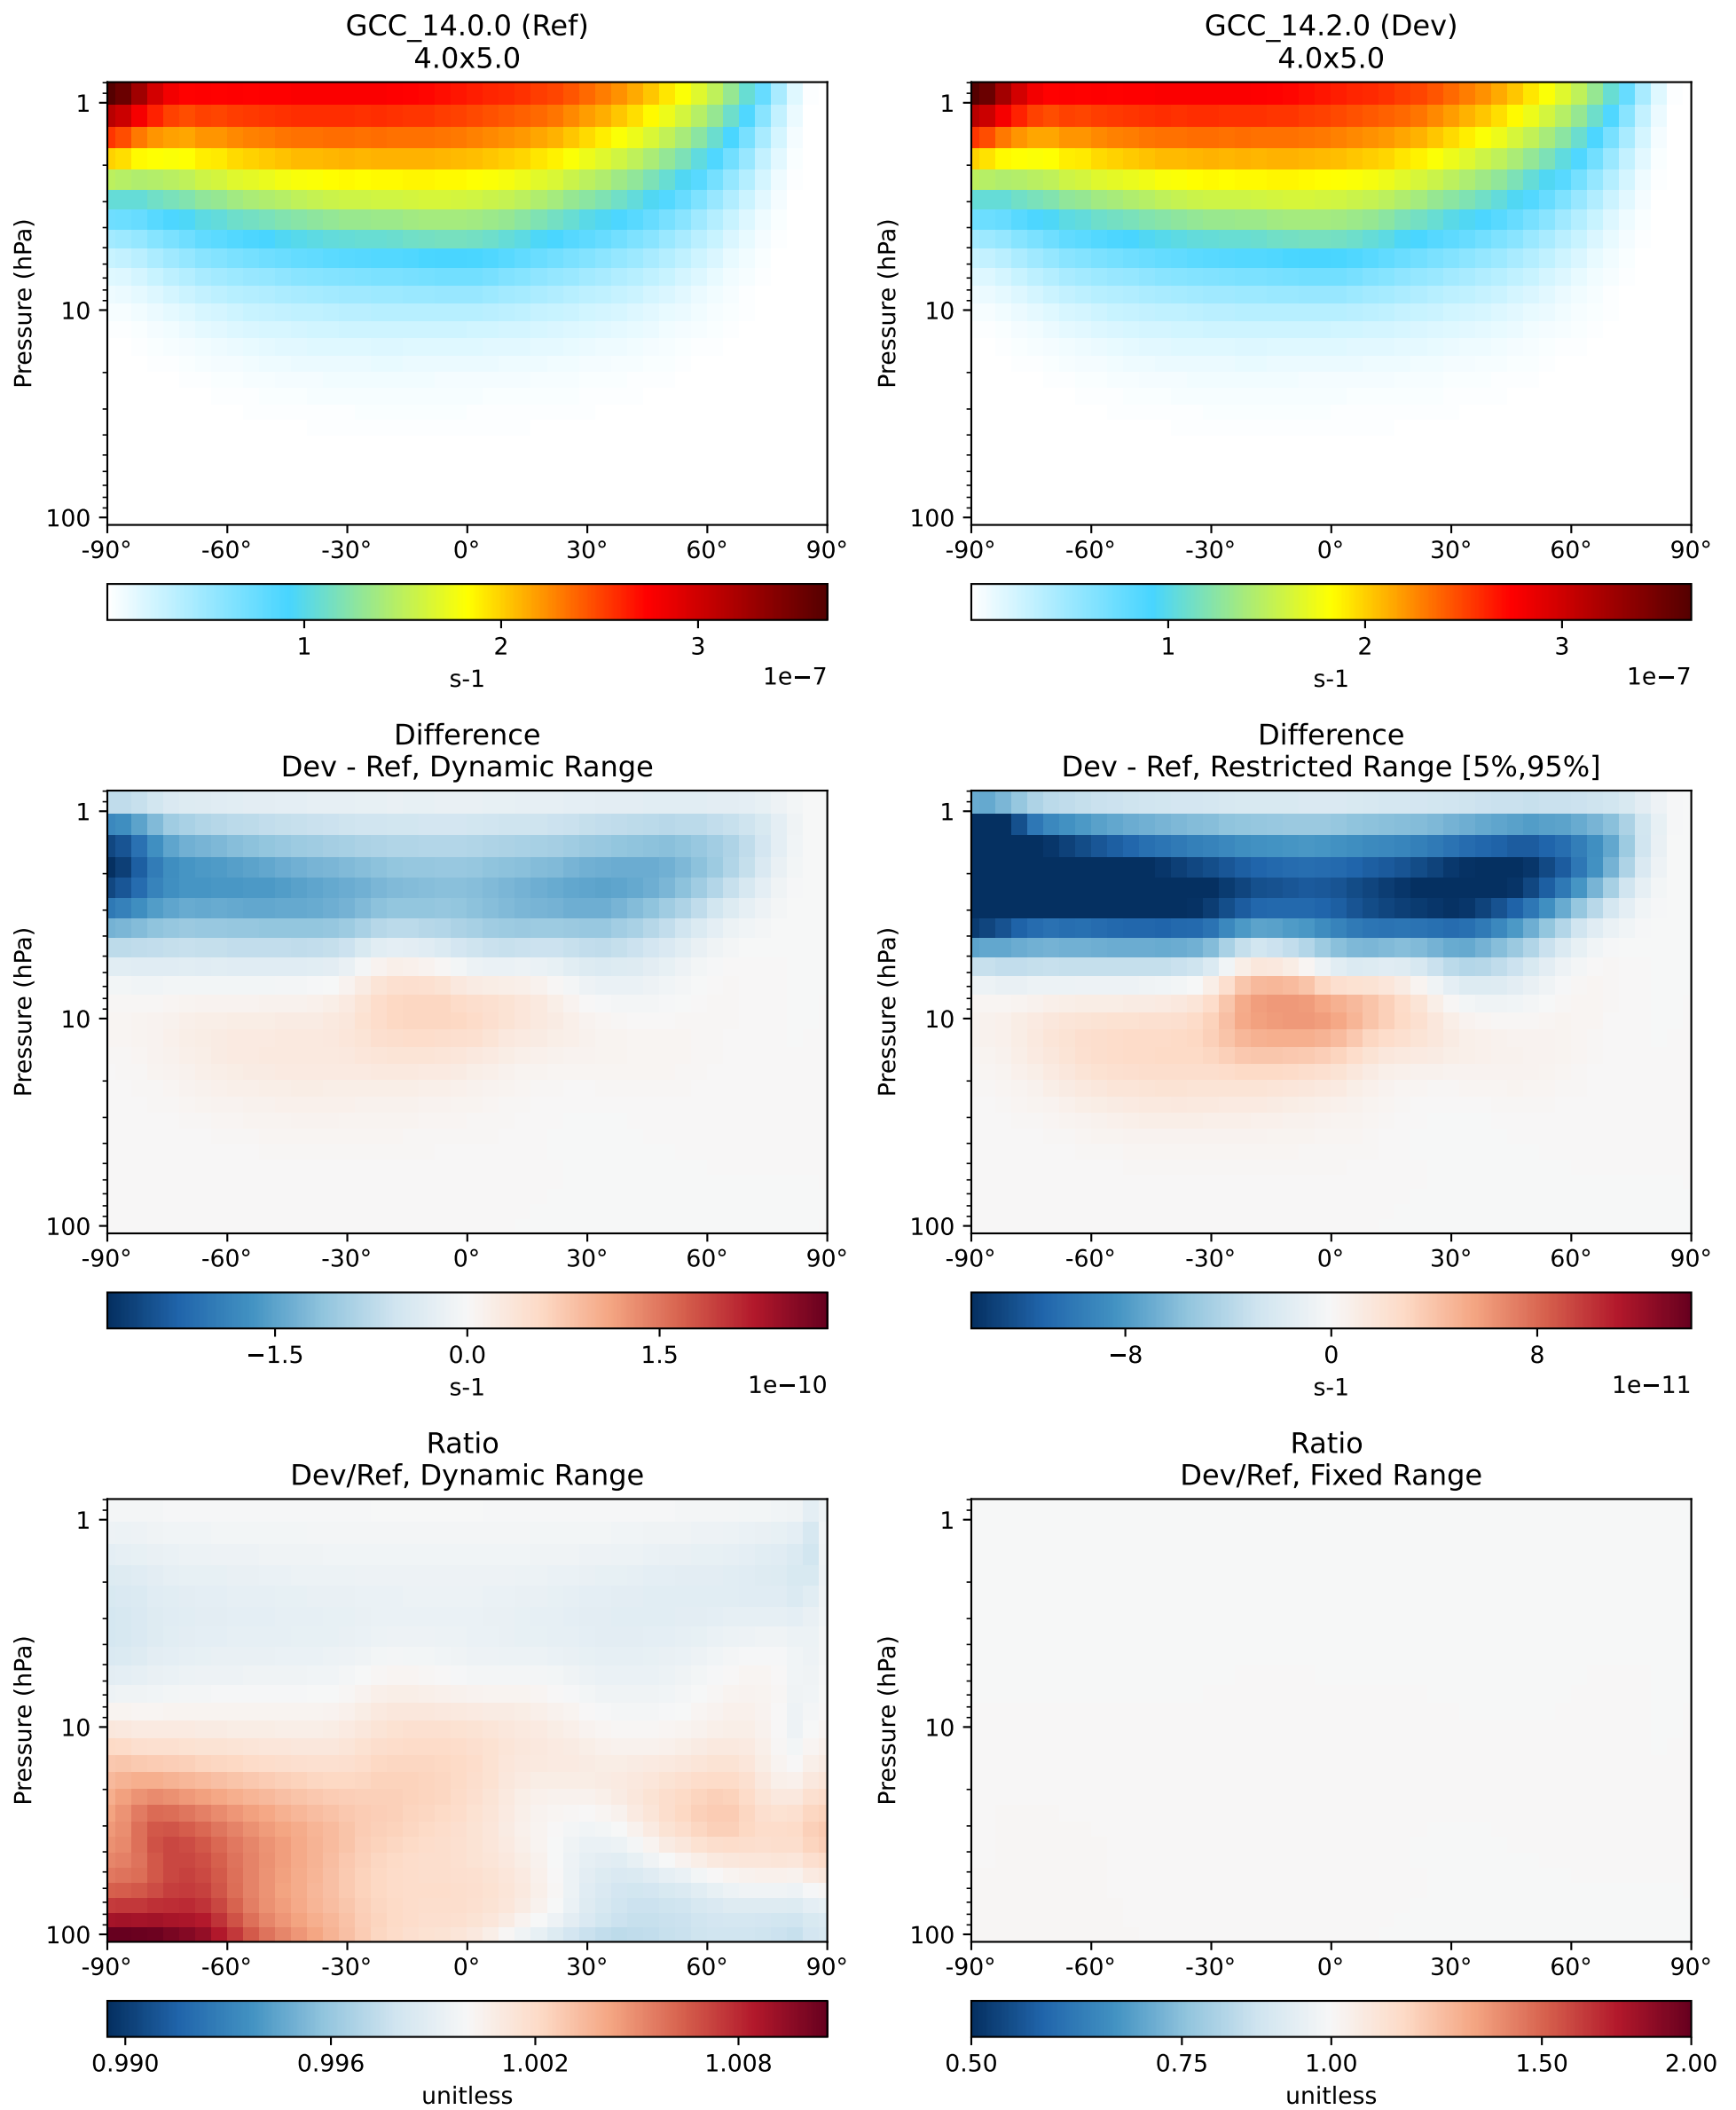 GCC_14.0.0 (Ref)
4.0x5.0
GCC_14.2.0 (Dev)
4.0x5.0
Pressure (hPa)
1
10
100
-90° -60° -30° 0° 30° 60° 90°
1 2 3
s-1
1e−7
Pressure (hPa)
1
10
100
-90° -60° -30° 0° 30° 60° 90°
1 2 3
s-1
1e−7
Difference
Dev - Ref, Dynamic Range
Difference
Dev - Ref, Restricted Range [5%,95%]
Pressure (hPa)
1
10
100
-90° -60° -30° 0° 30° 60° 90°
−1.5 0.0 1.5
s-1
1e−10
Pressure (hPa)
1
10
100
-90° -60° -30° 0° 30° 60° 90°
−8 0 8
s-1
1e−11
Ratio
Dev/Ref, Dynamic Range
Ratio
Dev/Ref, Fixed Range
Pressure (hPa)
1
10
100
-90° -60° -30° 0° 30° 60° 90°
0.990 0.996 1.002 1.008
unitless
Pressure (hPa)
1
10
100
-90° -60° -30° 0° 30° 60° 90°
0.50 0.75 1.00 1.50 2.00
unitless